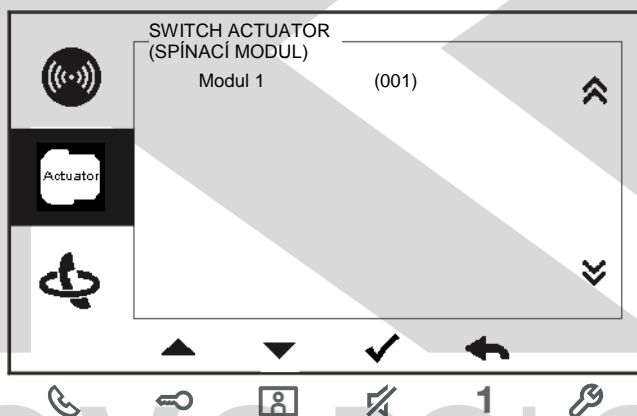 SWITCH ACTUATOR
(SPÍNACÍ MODUL)
Modul 1 (001)
Actuator
1